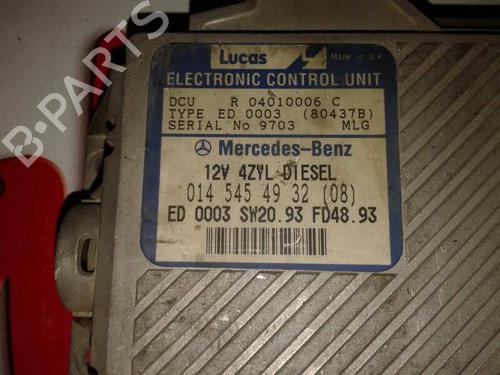 Lucas
Made in U.K
ELECTRONIC CONTROL UNIT
DCU R 04010006 C
TYPE ED 0003 (80437B)
SERIAL No 9703 MLG
Mercedes-Benz
12V 4ZYL DIESEL
014 545 49 32 (08)
ED 0003 SW20.93 FD48.93